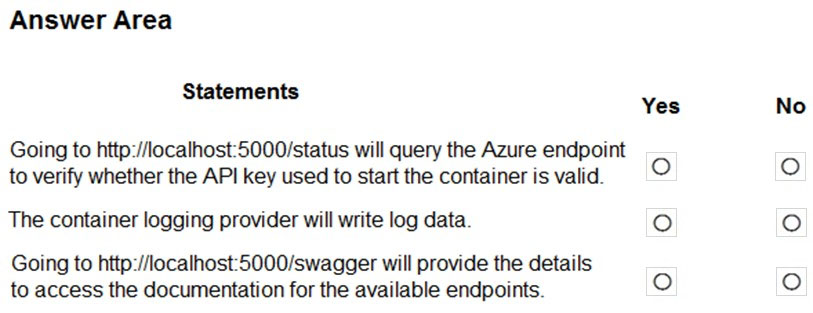 Answer Area
Statements
Yes No
Going to http://localhost:5000/status will query the Azure endpoint
to verify whether the API key used to start the container is valid.
The container logging provider will write log data.
Going to http://localhost:5000/swagger will provide the details
to access the documentation for the available endpoints.